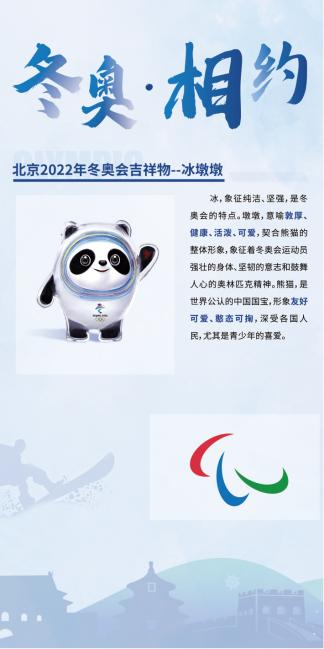 冬奥·相约
OLYMPIC
北京2022年冬奥会吉祥物--冰墩墩
冰，象征纯洁、坚强，是冬
奥会的特点。墩墩，意喻敦厚、
健康、活泼、可爱，契合熊猫的
整体形象，象征着冬奥会运动员
强壮的身体、坚韧的意志和鼓舞
人心的奥林匹克精神。熊猫，是
世界公认的中国国宝，形象友好
可爱、憨态可掬，深受各国人
民，尤其是青少年的喜爱。